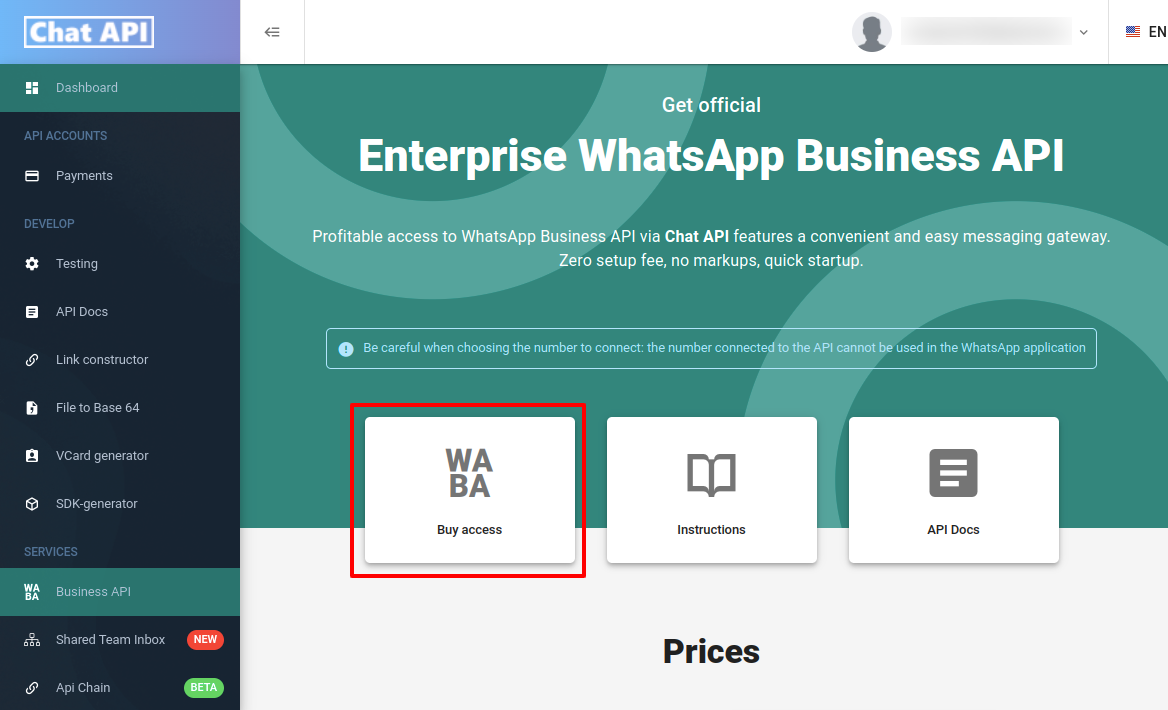 Chat API
EN
Dashboard
API ACCOUNTS
Payments
DEVELOP
Testing
API Docs
Link constructor
File to Base 64
VCard generator
SDK-generator
SERVICES
WA
BA
Business API
Shared Team Inbox NEW
Api Chain BETA
Get official
Enterprise WhatsApp Business API
Profitable access to WhatsApp Business API via Chat API features a convenient and easy messaging gateway.
Zero setup fee, no markups, quick startup.
Be careful when choosing the number to connect: the number connected to the API cannot be used in the WhatsApp application
WA
BA
Buy access
Instructions
API Docs
Prices